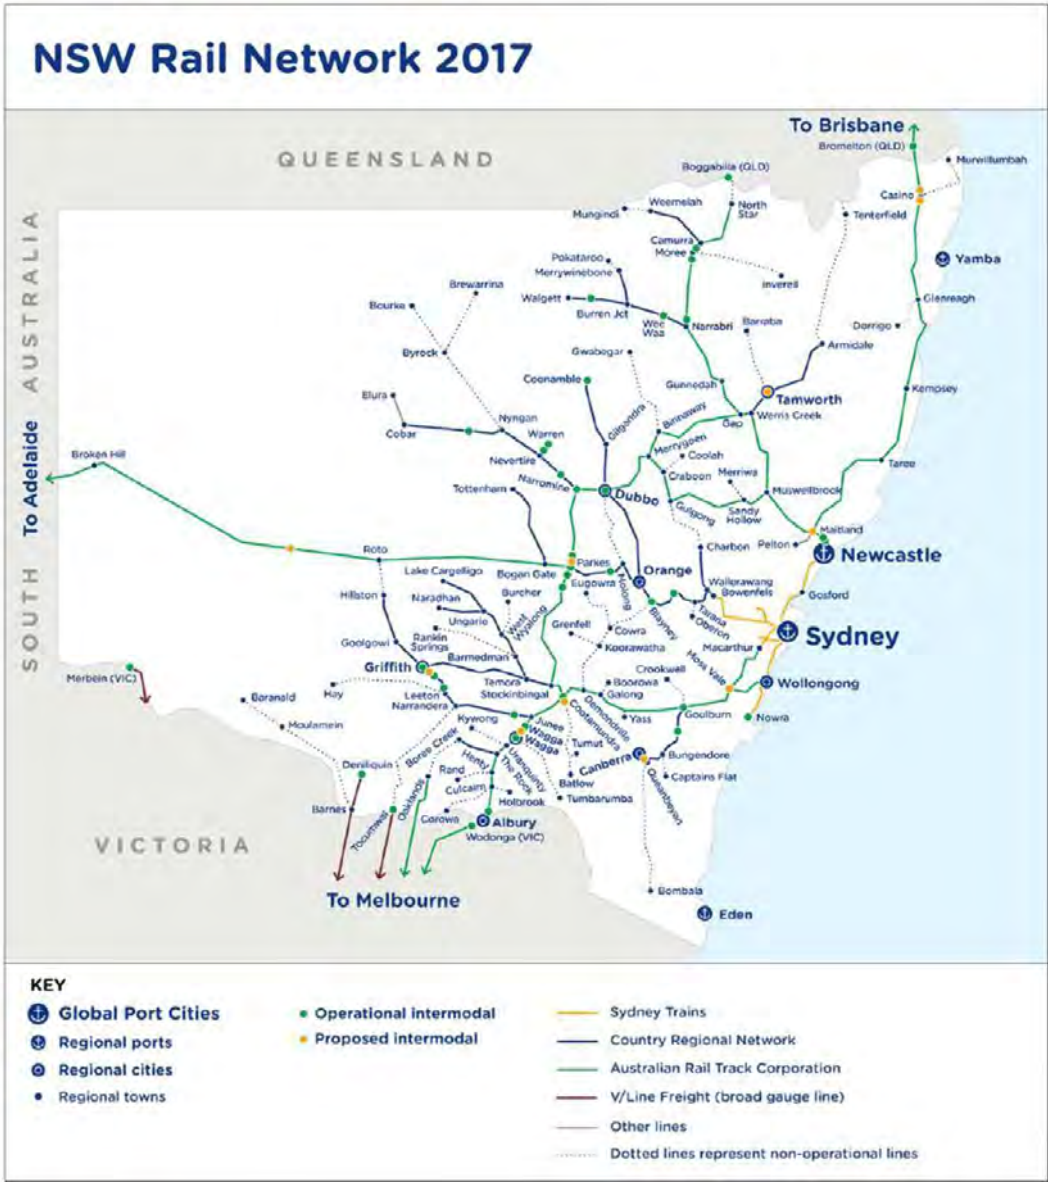 NSW Rail Network 2017
QUEENSLAND
To Brisbane
Bromelton (QLD)
Murwillumbah
Boggabilla (QLD)
Casino
Weemelah
North
Star
Mungindi
Tenterfield
Camurra
Moree
Yamba
Pokataroo
Merrywinebone
Inverell
Brewarrina
Walgett
Glenreagh
Bourke
Burren Jct
Wee
Waa
Narrabri
Barraba
Dorrigo
Byrock
Gwabegar
Armidale
Coonamble
Gunnedah
Kempsey
Elura
Tamworth
Gap
Werris Creek
Nyngan
Gilgandra
Binnaway
Cobar
Warren
Merrygoen
Coolah
Broken Hill
Nevertire
Craboon
Merriwa
Taree
Narromine
Tottenham
Dubbo
Muswellbrook
Gulgong
Sandy
Hollow
Maitland
Roto
Charbon
Pelton
Newcastle
Parkes
Bogan Gate
Lake Cargelligo
Orange
Eugowra
Molong
Wallerawang
Bowenfels
Gosford
Hillston
Naradhan
Burcher
Ungarie
West
Wyalong
Blayney
Tarana
Oberon
Sydney
Grenfell
Cowra
Goolgowi
Rankin
Springs
Koorawatha
Macarthur
Griffith
Barmedman
Crookwell
Moss Vale
Merbein (VIC)
Temora
Stockinbingal
Boorowa
Galong
Wollongong
Hay
Leeton
Narrandera
Balranald
Demondrille
Cootamundra
Goulburn
Nowra
Kywong
Junee
Yass
Moulamein
Wagga
Wagga
Boree Creek
Tumut
Canberra
Bungendore
Uranquinty
The Rock
Henty
Deniliquin
Rand
Batlow
Captains Flat
Culcairn
Queanbeyan
Oaklands
Holbrook
Tumbarumba
Barnes
Corowa
Tocumwal
Albury
Wodonga (VIC)
VICTORIA
To Melbourne
Bombala
Eden
SOUTH AUSTRALIA
To Adelaide
KEY
Global Port Cities
Regional ports
Regional cities
Regional towns
Operational intermodal
Proposed intermodal
Sydney Trains
Country Regional Network
Australian Rail Track Corporation
V/Line Freight (broad gauge line)
Other lines
Dotted lines represent non-operational lines